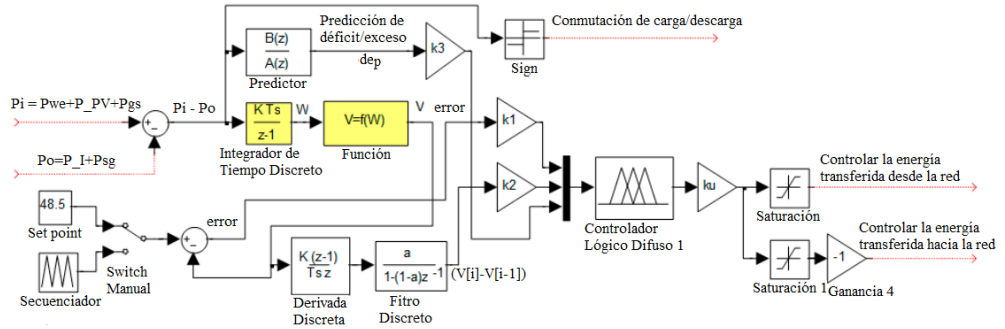 Conmutación de carga/descarga
Predicción de
déficit/exceso
dep
B(z)
A(z)
Predictor
k3
Sign
Pi = Pwe+P_PV+Pgs
Pi - Po
K Ts
z-1
W
V=f(W)
V
error
k1
Integrador de
Tiempo Discreto
Función
Po=P_I+Psg
k2
ku
Controlar la energía
transferida desde la red
48.5
Set point
error
Controlador
Lógico Difuso 1
Saturación
Controlar la energía
transferida hacia la red
Secuenciador
Switch
Manual
K (z-1)
Ts z
Derivada
Discreta
a
1-(1-a)z -1
Fitro
Discreto
(V[i]-V[i-1])
Saturación 1
-1
Ganancia 4